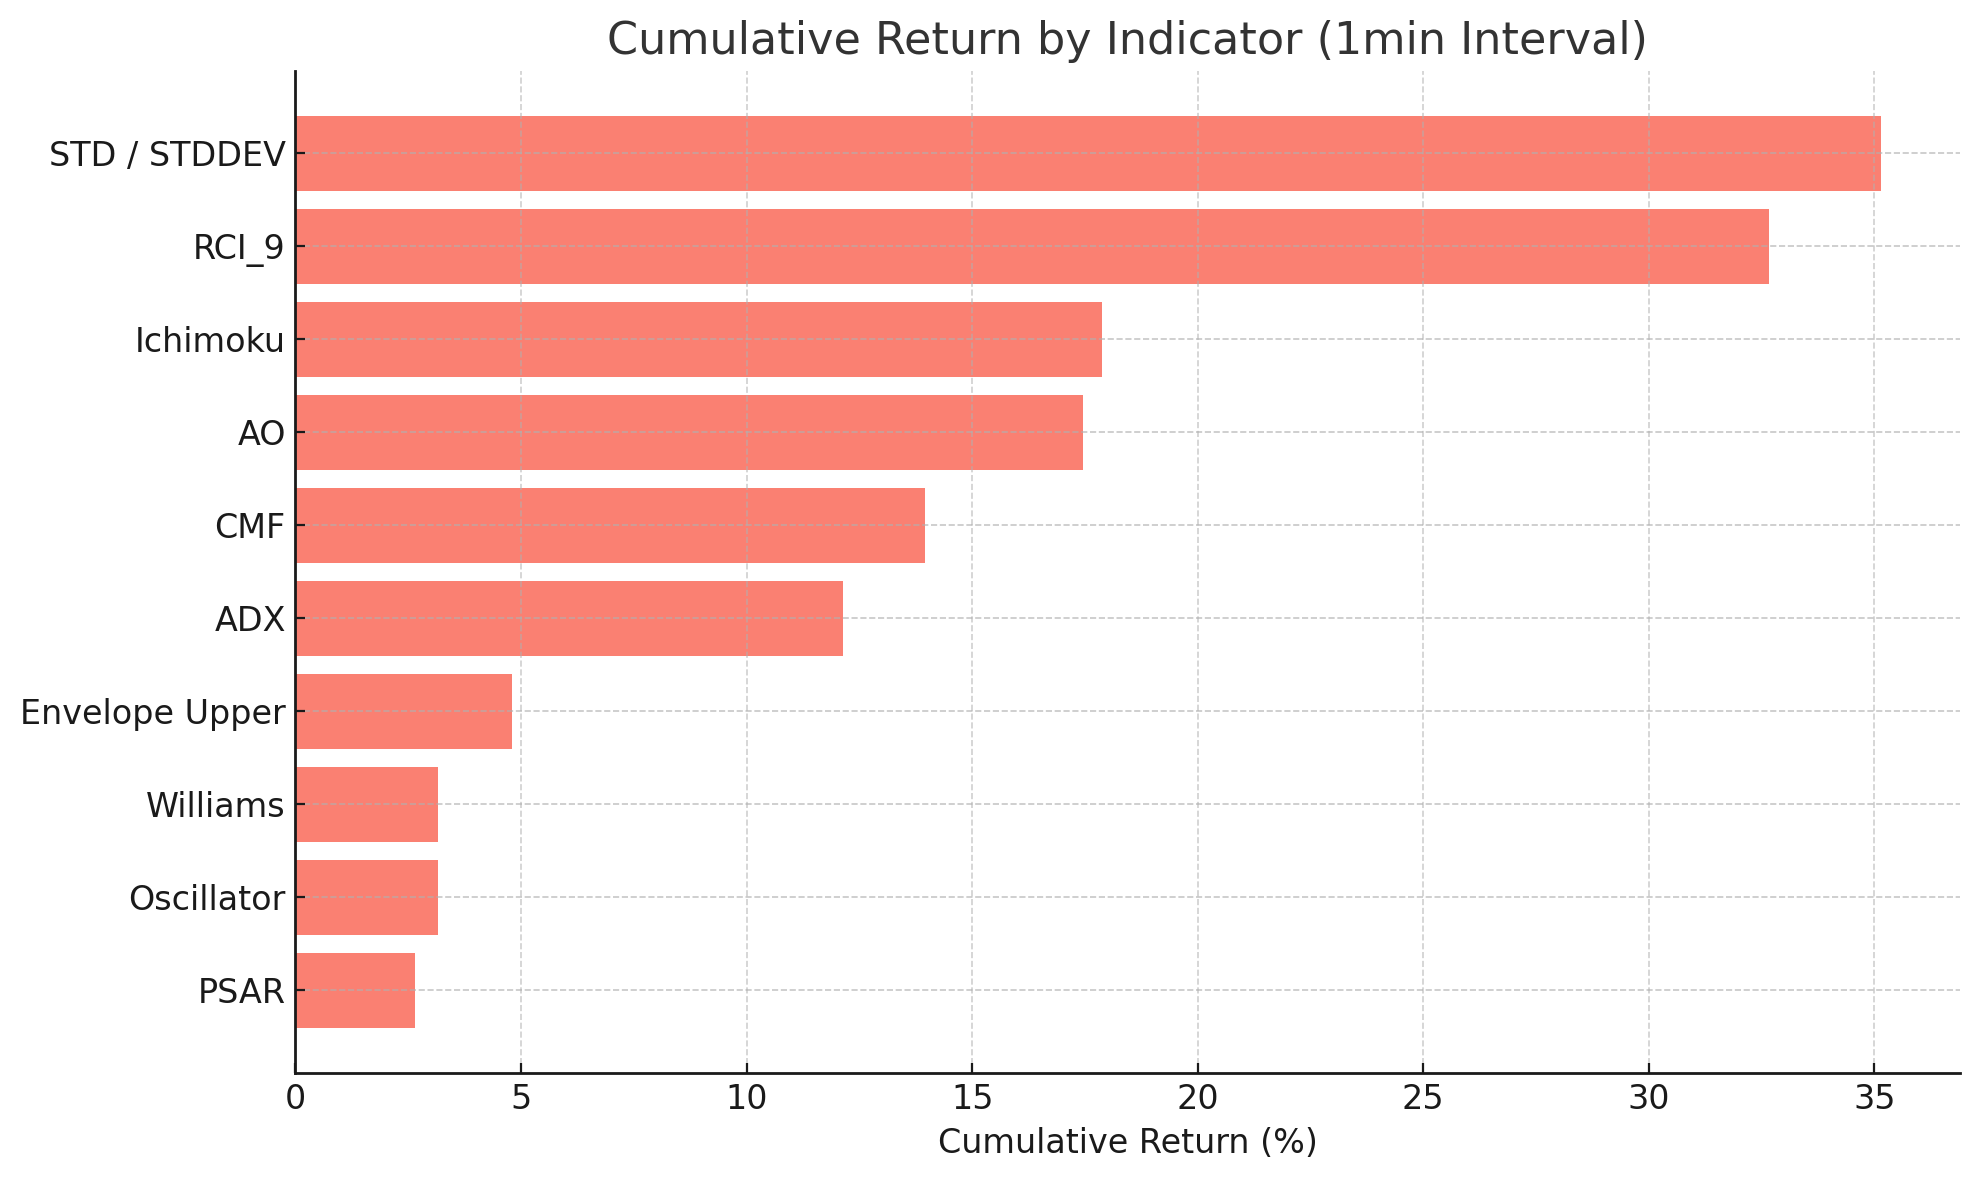 Cumulative Return by Indicator (1min Interval)
STD / STDDEV
RCI_9
Ichimoku
AO
CMF
ADX
Envelope Upper
Williams
Oscillator
PSAR
0 5 10 15 20 25 30 35
Cumulative Return (%)